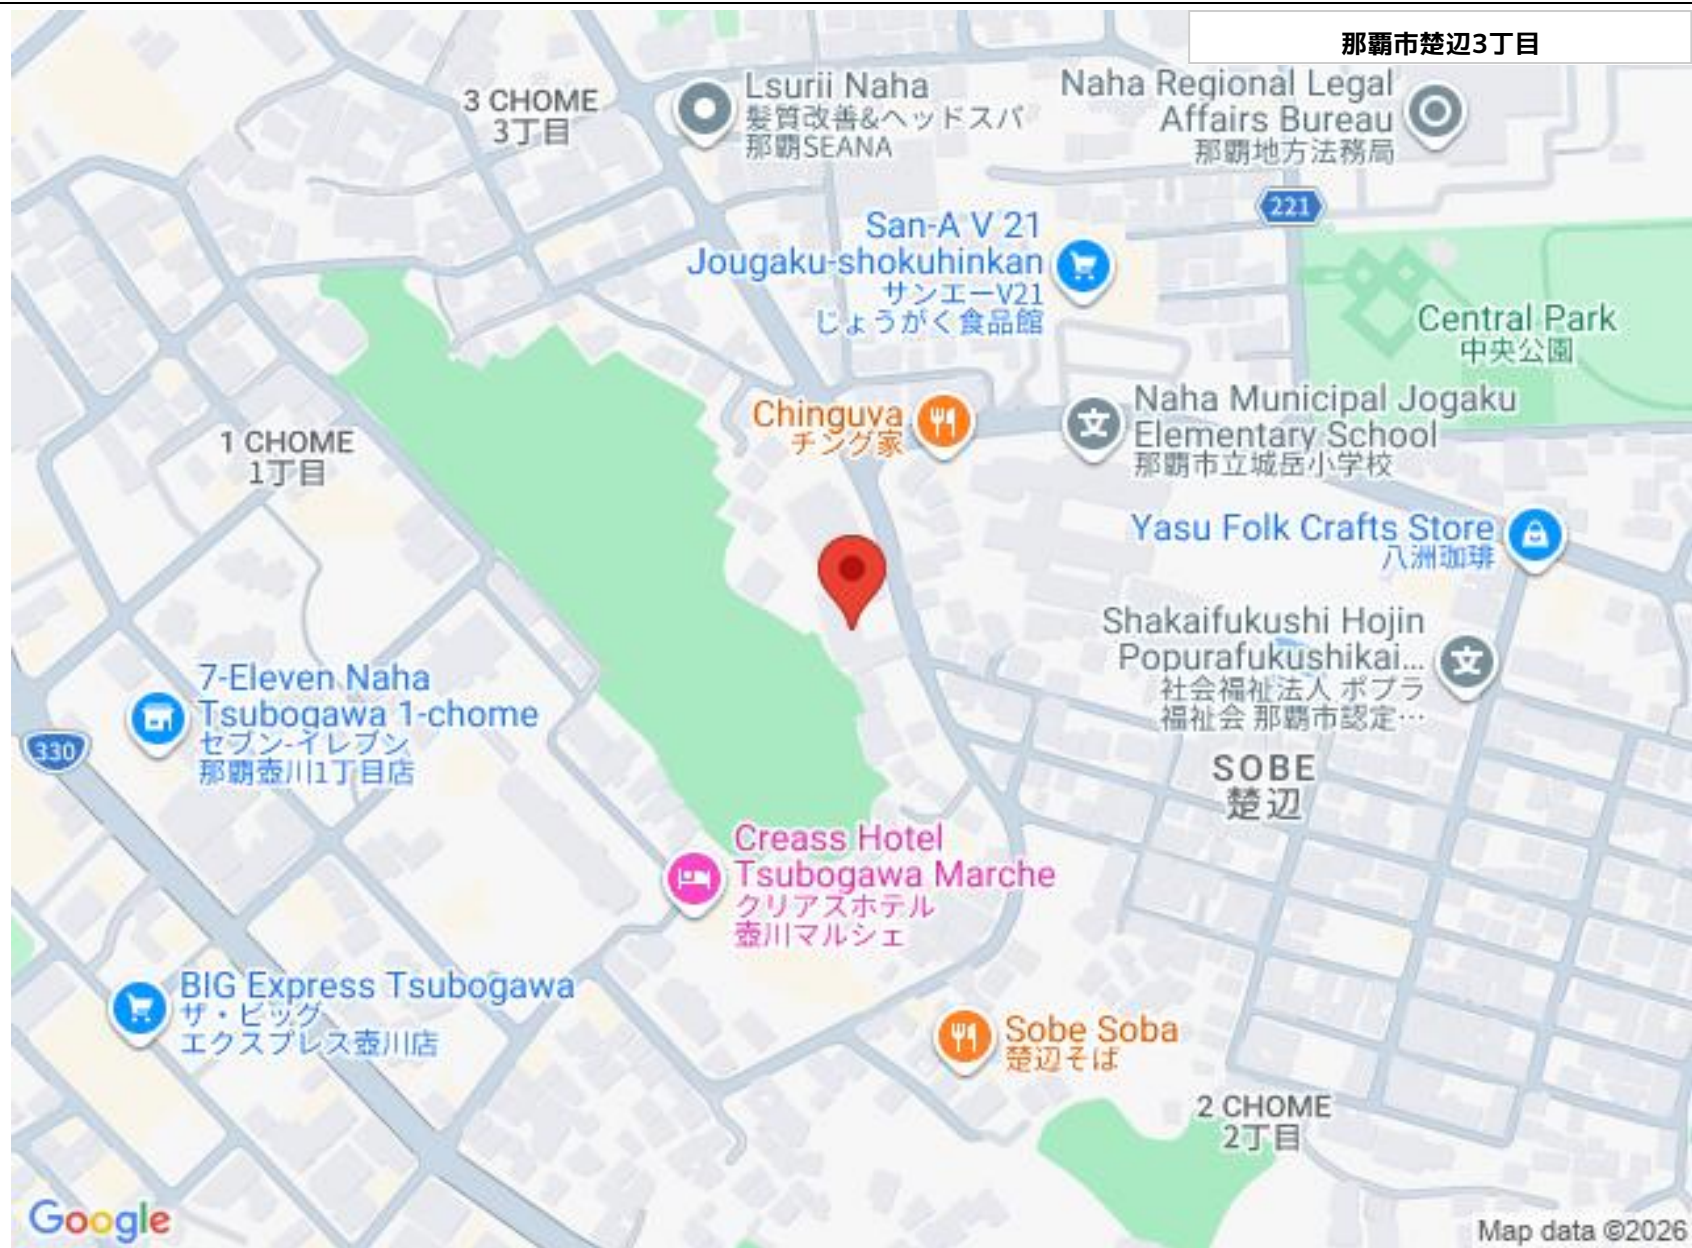 那覇市楚辺3丁目
3 CHOME
3丁目
Lsurii Naha
髪質改善&ヘッドスパ
那覇SEANA
Naha Regional Legal
Affairs Bureau
那覇地方法務局
221
San-A V 21
Jougaku-shokuhinkan
サンエーV21
じょうがく食品館
Central Park
中央公園
Chinguva
チング家
Naha Municipal Jogaku
Elementary School
那覇市立城岳小学校
1 CHOME
1丁目
Yasu Folk Crafts Store
八洲珈琲
Shakaifukushi Hojin
Popurafukushikai...
社会福祉法人 ポプラ
福祉会 那覇市認定…
7-Eleven Naha
Tsubogawa 1-chome
セブン-イレブン
那覇壺川1丁目店
330
SOBE
楚辺
Creass Hotel
Tsubogawa Marche
クリアスホテル
壺川マルシェ
BIG Express Tsubogawa
ザ・ビッグ
エクスプレス壺川店
Sobe Soba
楚辺そば
2 CHOME
2丁目
Google
Map data ©2026